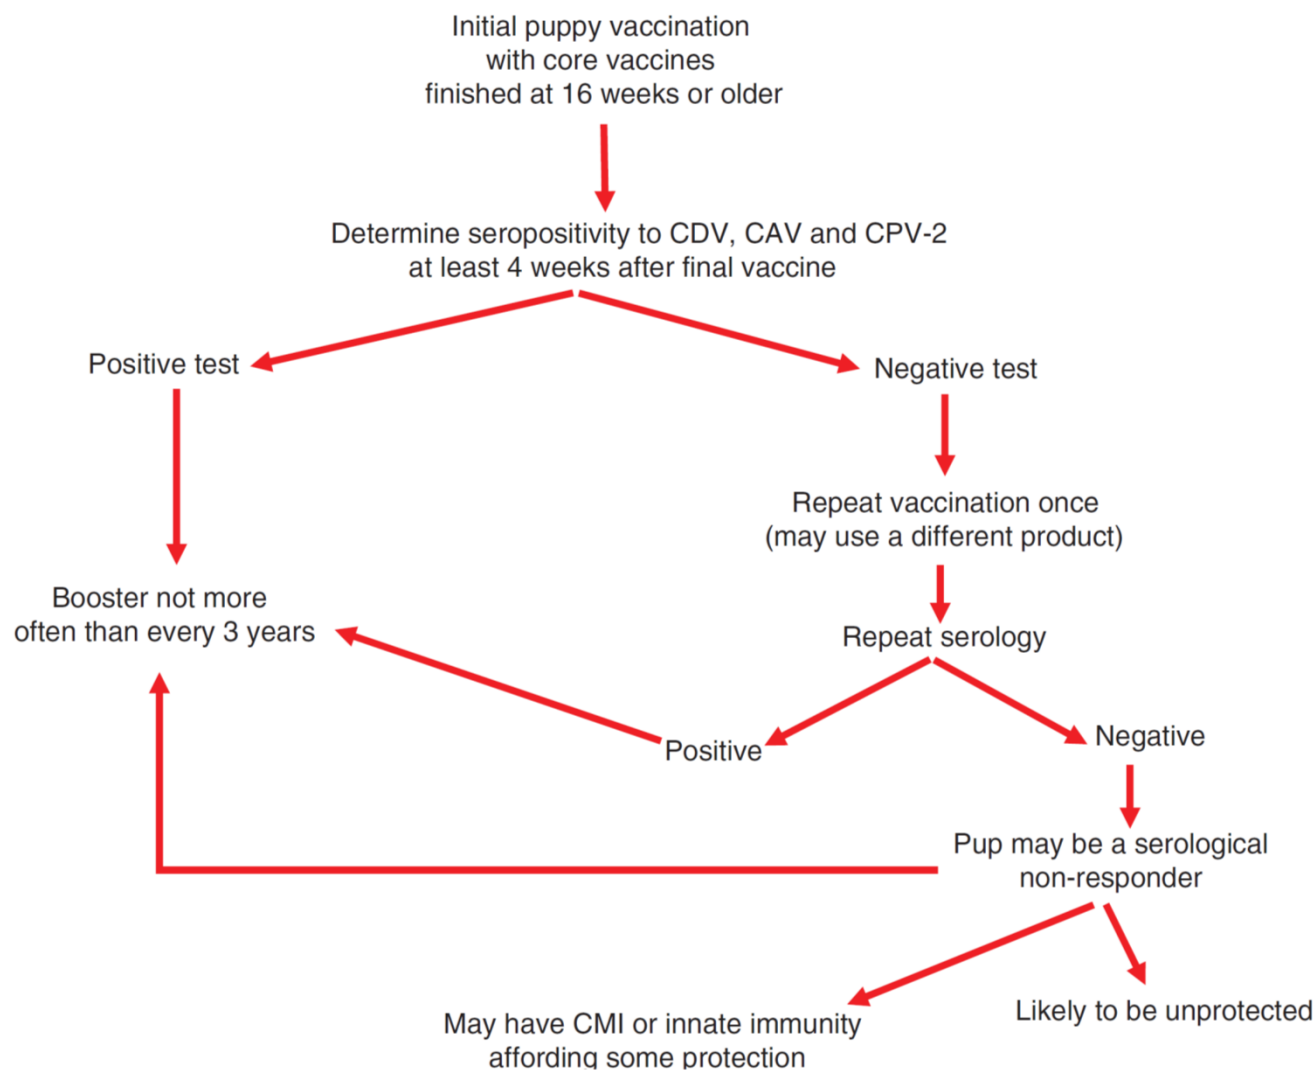 Initial puppy vaccination
with core vaccines
finished at 16 weeks or older
Determine seropositivity to CDV, CAV and CPV-2
at least 4 weeks after final vaccine
Positive test
Negative test
Repeat vaccination once
(may use a different product)
Booster not more
often than every 3 years
Repeat serology
Positive
Negative
Pup may be a serological
non-responder
May have CMI or innate immunity
affording some protection
Likely to be unprotected